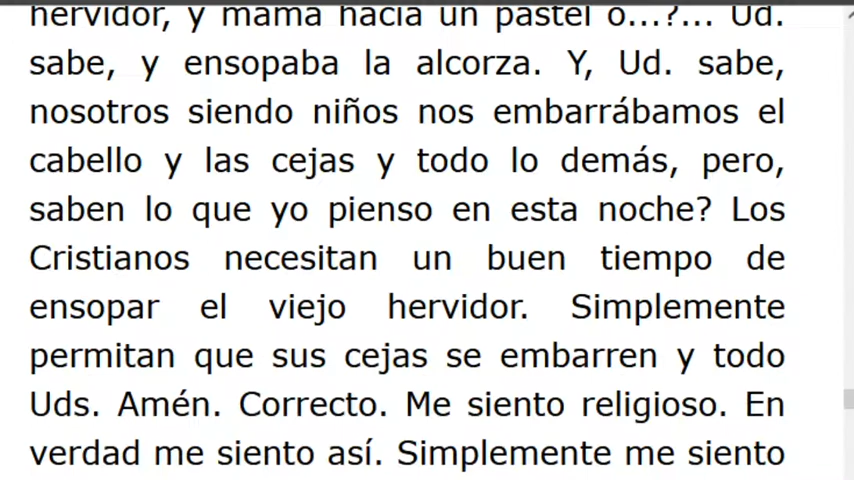 hervidor, y mamá hacía un pastel o...?... Ud.
sabe, y ensopaba la alcorza. Y, Ud. sabe,
nosotros siendo niños nos embarrábamos el
cabello y las cejas y todo lo demás, pero,
saben lo que yo pienso en esta noche? Los
Cristianos necesitan un buen tiempo de
ensopar el viejo hervidor. Simplemente
permitan que sus cejas se embarren y todo
Uds. Amén. Correcto. Me siento religioso. En
verdad me siento así. Simplemente me siento